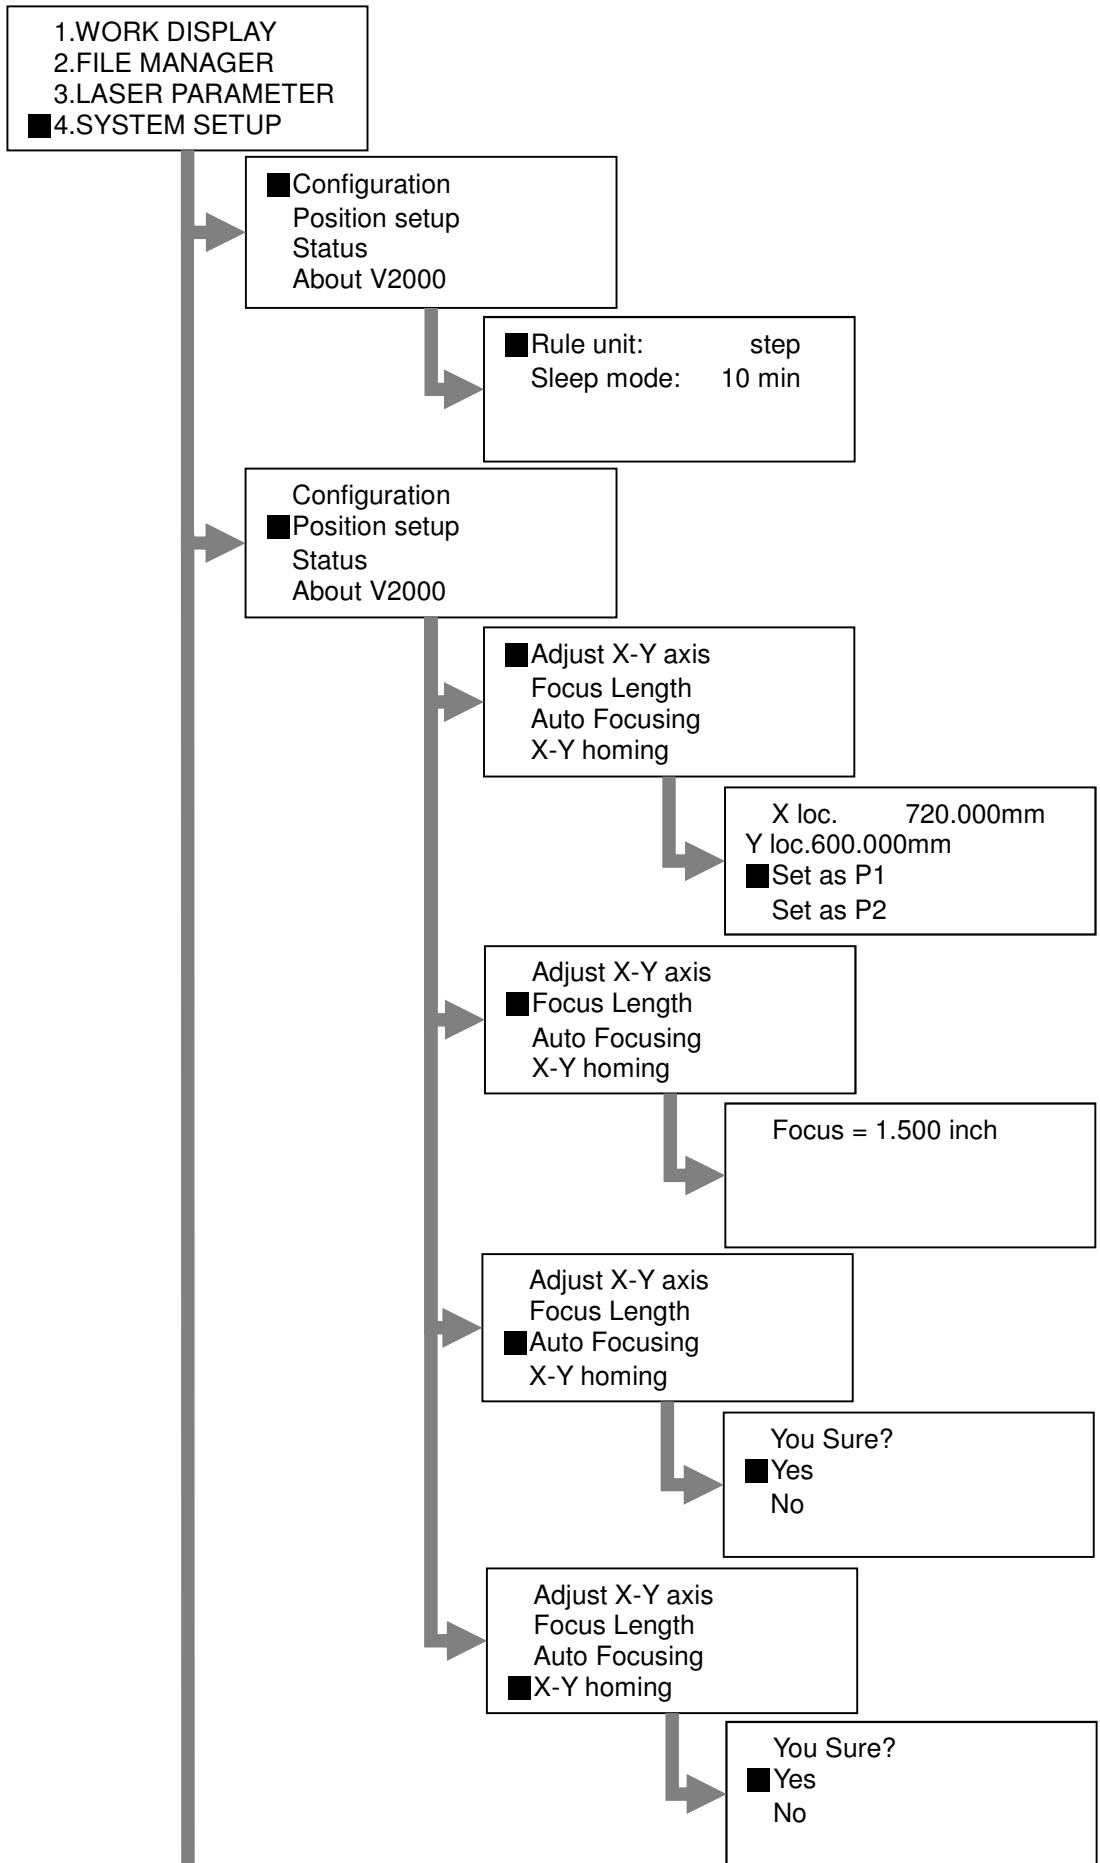 1.WORK DISPLAY
2.FILE MANAGER
3.LASER PARAMETER
4.SYSTEM SETUP
Configuration
Position setup
Status
About V2000
Rule unit: step
Sleep mode: 10 min
Configuration
Position setup
Status
About V2000
Adjust X-Y axis
Focus Length
Auto Focusing
X-Y homing
X loc. 720.000mm
Y loc.600.000mm
Set as P1
Set as P2
Adjust X-Y axis
Focus Length
Auto Focusing
X-Y homing
Focus = 1.500 inch
Adjust X-Y axis
Focus Length
Auto Focusing
X-Y homing
You Sure?
Yes
No
Adjust X-Y axis
Focus Length
Auto Focusing
X-Y homing
You Sure?
Yes
No